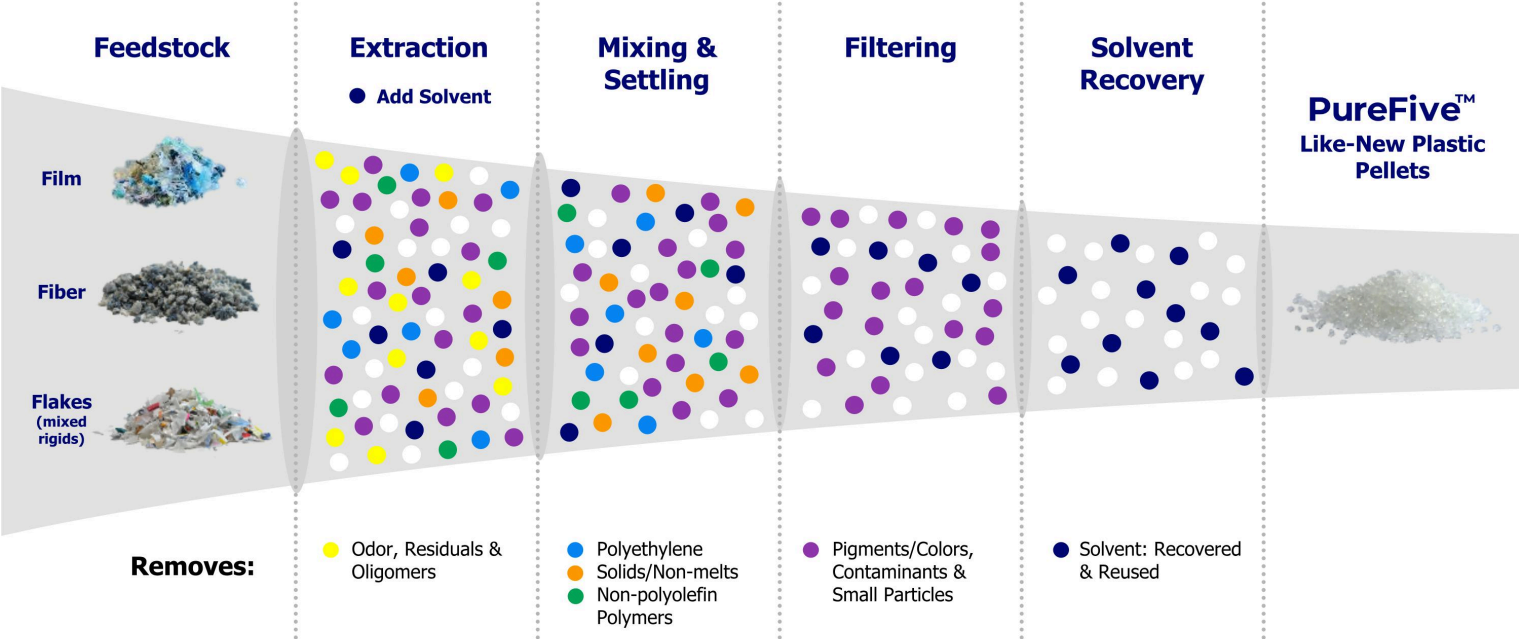 Feedstock
Film
Fiber
Flakes
(mixed
rigids)
Extraction
Add Solvent
Mixing &
Settling
Filtering
Solvent
Recovery
PureFive™
Like-New Plastic
Pellets
Removes:
Odor, Residuals &
Oligomers
Polyethylene
Solids/Non-melts
Non-polyolefin
Polymers
Pigments/Colors,
Contaminants &
Small Particles
Solvent: Recovered
& Reused